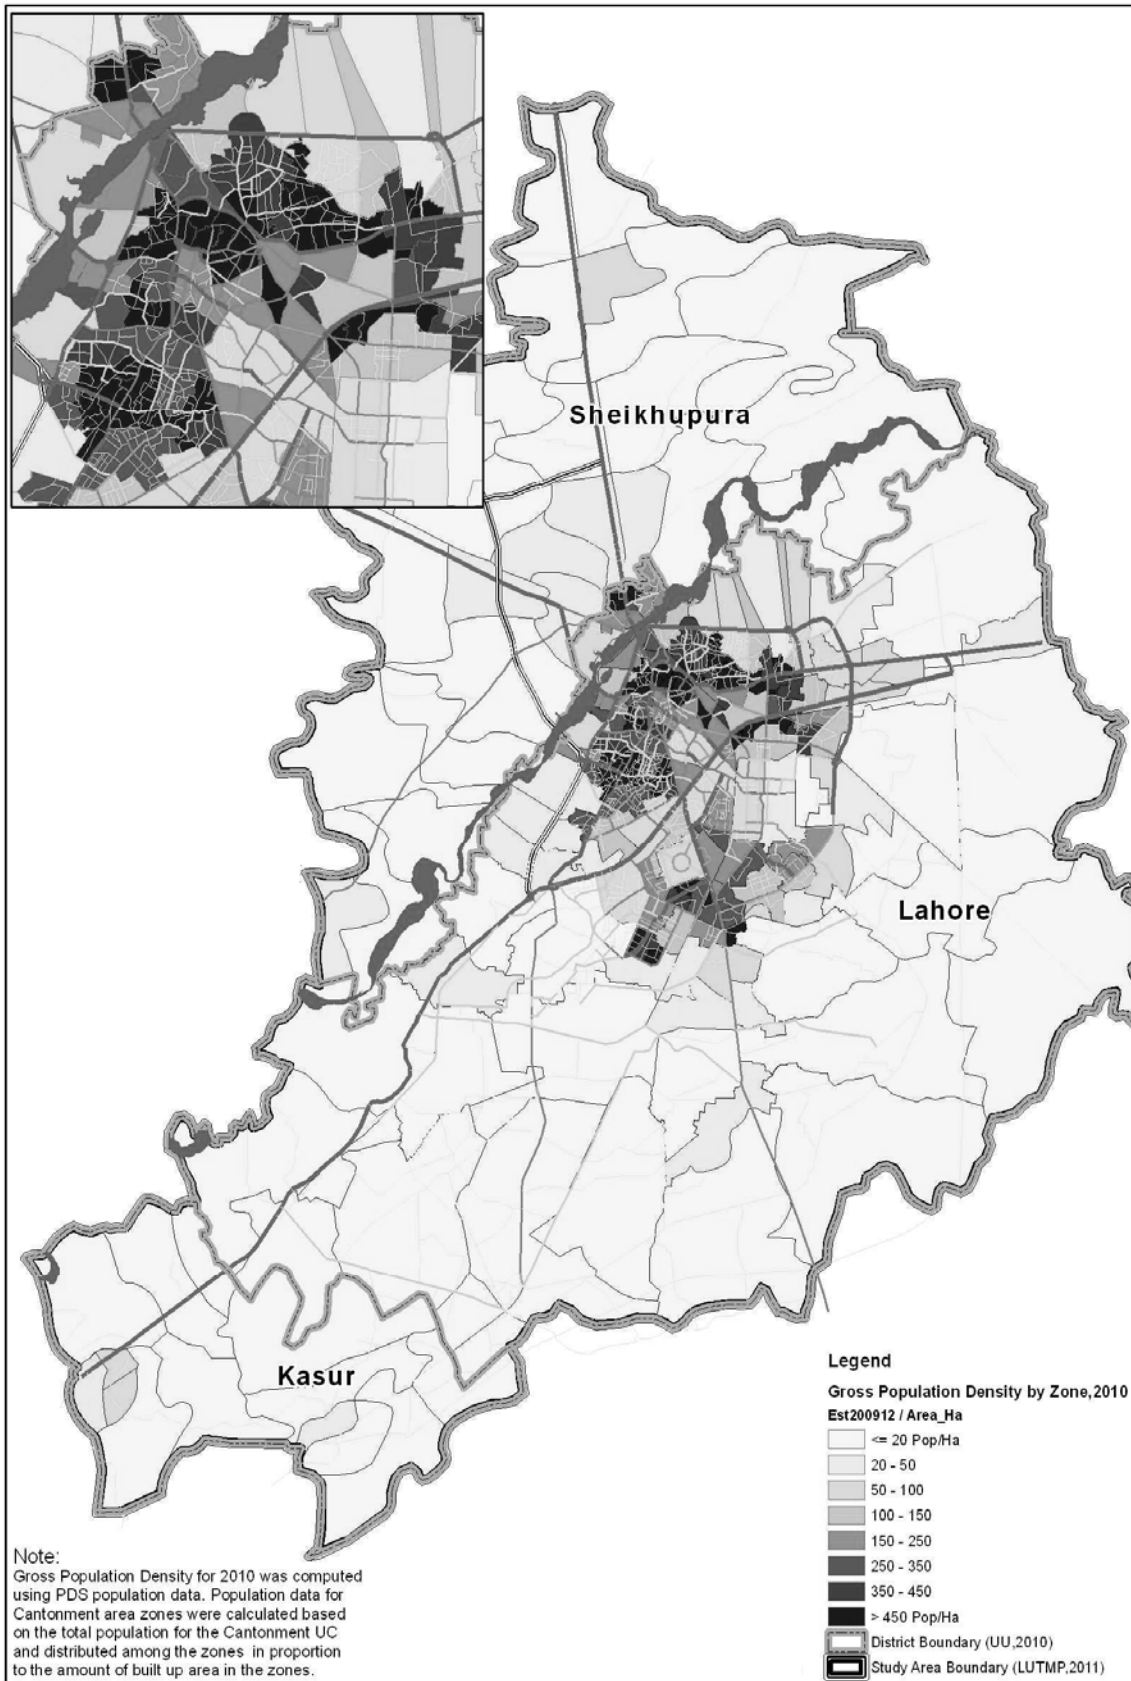 Sheikhupura
Lahore
Kasur
Legend
Gross Population Density by Zone,2010
Est200912 / Area_Ha
<= 20 Pop/Ha
20 - 50
50 - 100
100 - 150
150 - 250
250 - 350
350 - 450
> 450 Pop/Ha
District Boundary (UU,2010)
Study Area Boundary (LUTMP,2011)
Note:
Gross Population Density for 2010 was computed
using PDS population data. Population data for
Cantonment area zones were calculated based
on the total population for the Cantonment UC
and distributed among the zones in proportion
to the amount of built up area in the zones.